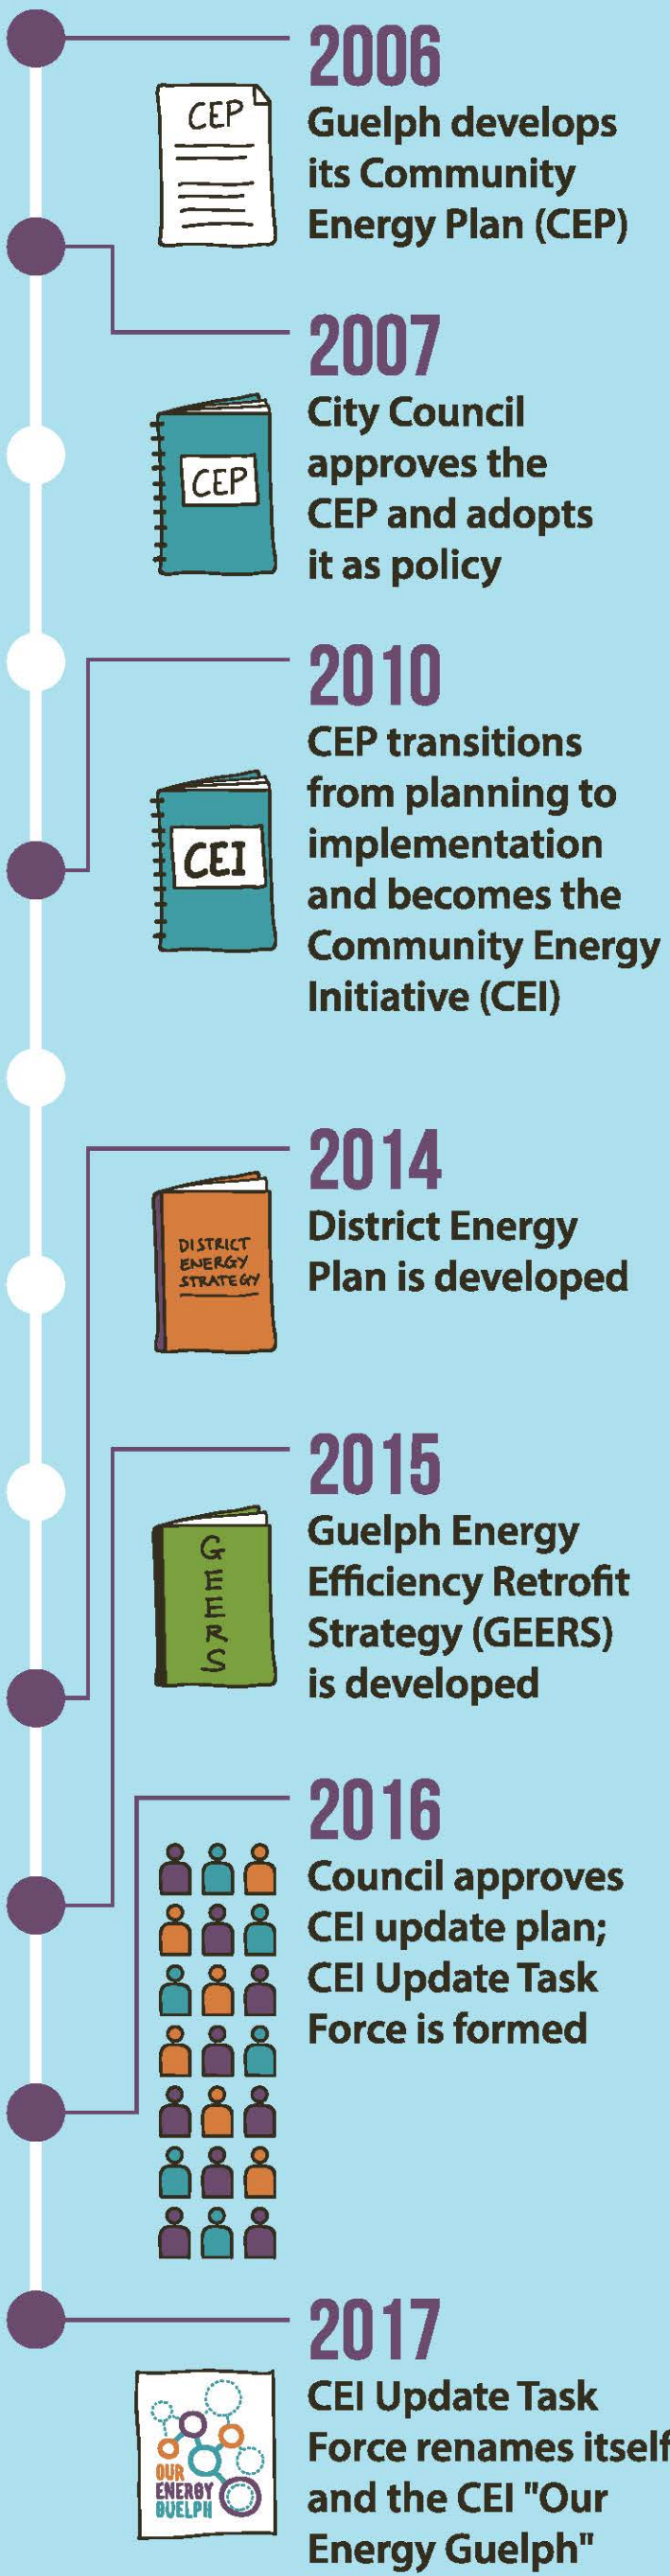 2006
CEP
Guelph develops
its Community
Energy Plan (CEP)
2007
CEP
City Council
approves the
CEP and adopts
it as policy
2010
CEI
CEP transitions
from planning to
implementation
and becomes the
Community Energy
Initiative (CEI)
2014
DISTRICT
ENERGY
STRATEGY
District Energy
Plan is developed
2015
GEERS
Guelph Energy
Efficiency Retrofit
Strategy (GEERS)
is developed
2016
Council approves
CEI update plan;
CEI Update Task
Force is formed
2017
OUR
ENERGY
GUELPH
CEI Update Task
Force renames itself
and the CEI "Our
Energy Guelph"